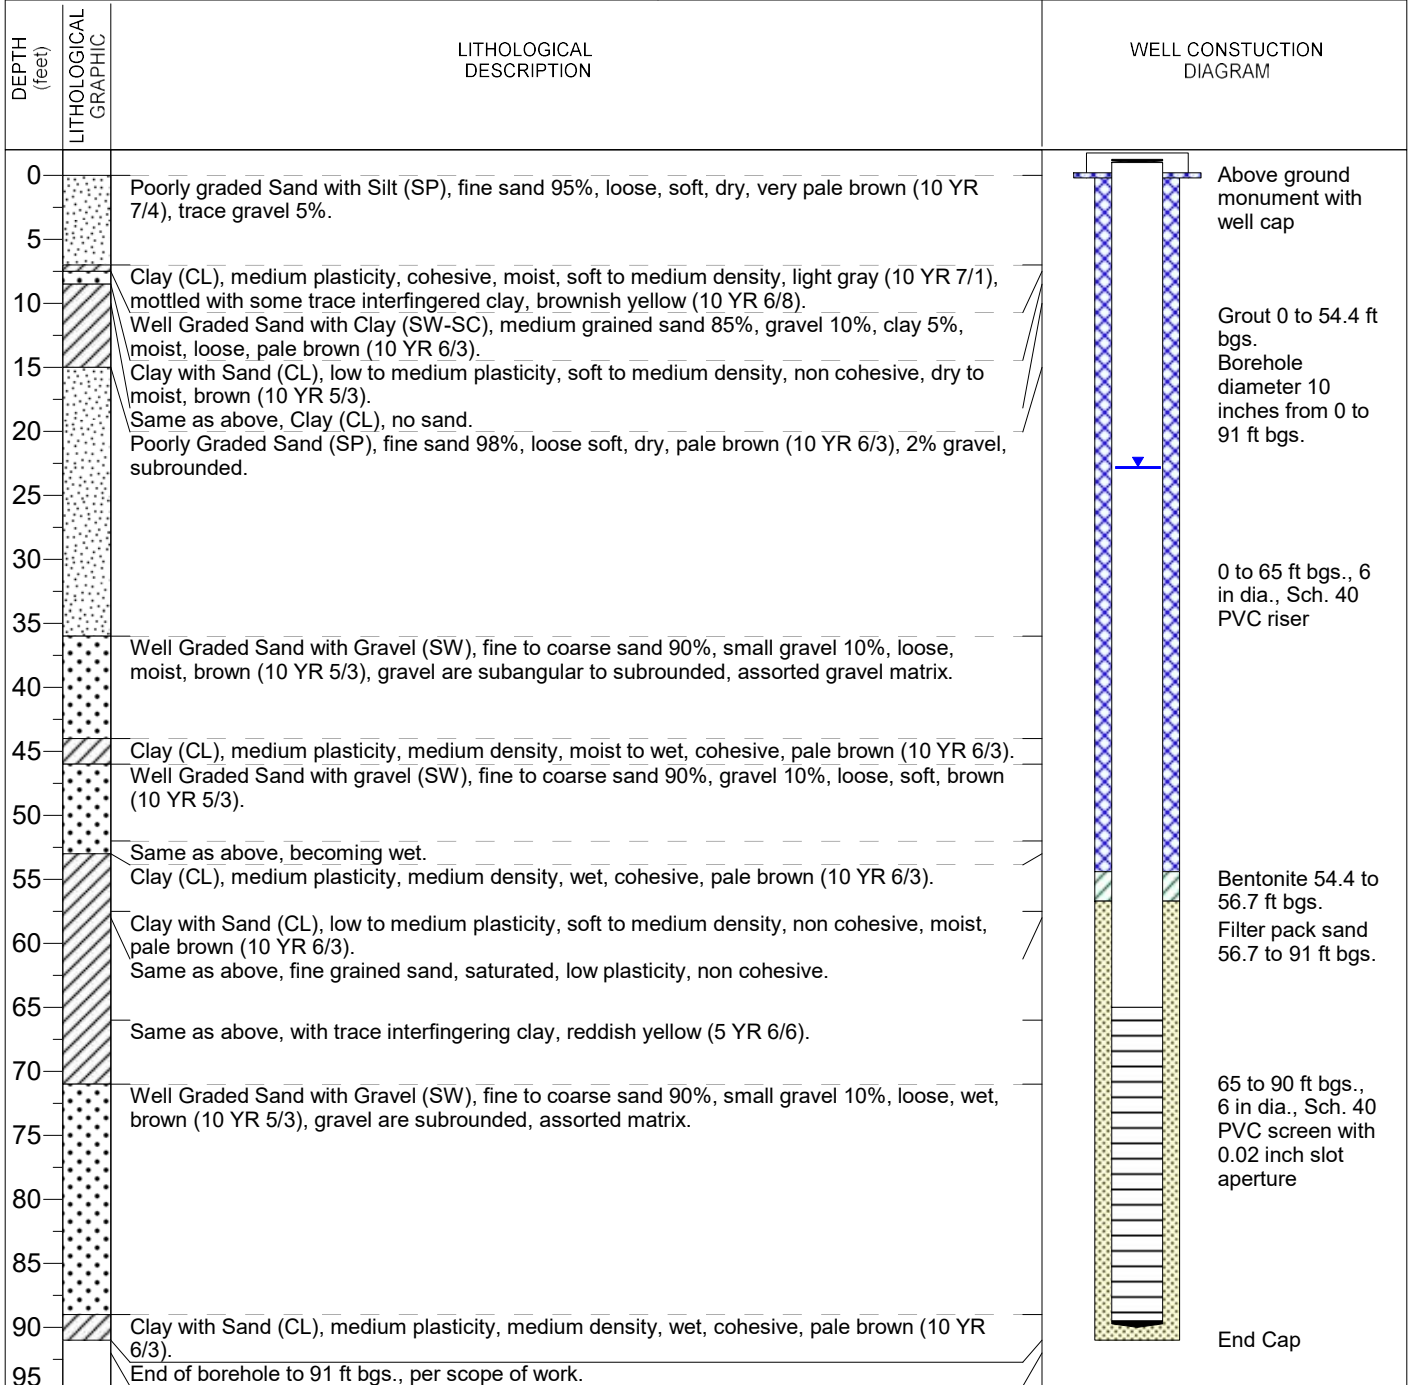 DEPTH
(feet)
LITHOLOGICAL
GRAPHIC
LITHOLOGICAL
DESCRIPTION
WELL CONSTUCTION
DIAGRAM
0
5
10
15
20
25
30
35
40
45
50
55
60
65
70
75
80
85
90
95
Poorly graded Sand with Silt (SP), fine sand 95%, loose, soft, dry, very pale brown (10 YR
7/4), trace gravel 5%.
Clay (CL), medium plasticity, cohesive, moist, soft to medium density, light gray (10 YR 7/1),
mottled with some trace interfingered clay, brownish yellow (10 YR 6/8).
Well Graded Sand with Clay (SW-SC), medium grained sand 85%, gravel 10%, clay 5%,
moist, loose, pale brown (10 YR 6/3).
Clay with Sand (CL), low to medium plasticity, soft to medium density, non cohesive, dry to
moist, brown (10 YR 5/3).
Same as above, Clay (CL), no sand.
Poorly Graded Sand (SP), fine sand 98%, loose soft, dry, pale brown (10 YR 6/3), 2% gravel,
subrounded.
Well Graded Sand with Gravel (SW), fine to coarse sand 90%, small gravel 10%, loose,
moist, brown (10 YR 5/3), gravel are subangular to subrounded, assorted gravel matrix.
Clay (CL), medium plasticity, medium density, moist to wet, cohesive, pale brown (10 YR 6/3).
Well Graded Sand with gravel (SW), fine to coarse sand 90%, gravel 10%, loose, soft, brown
(10 YR 5/3).
Same as above, becoming wet.
Clay (CL), medium plasticity, medium density, wet, cohesive, pale brown (10 YR 6/3).
Clay with Sand (CL), low to medium plasticity, soft to medium density, non cohesive, moist,
pale brown (10 YR 6/3).
Same as above, fine grained sand, saturated, low plasticity, non cohesive.
Same as above, with trace interfingering clay, reddish yellow (5 YR 6/6).
Well Graded Sand with Gravel (SW), fine to coarse sand 90%, small gravel 10%, loose, wet,
brown (10 YR 5/3), gravel are subrounded, assorted matrix.
Clay with Sand (CL), medium plasticity, medium density, wet, cohesive, pale brown (10 YR
6/3).
End of borehole to 91 ft bgs., per scope of work.
Above ground
monument with
well cap
Grout 0 to 54.4 ft
bgs.
Borehole
diameter 10
inches from 0 to
91 ft bgs.
0 to 65 ft bgs., 6
in dia., Sch. 40
PVC riser
Bentonite 54.4 to
56.7 ft bgs.
Filter pack sand
56.7 to 91 ft bgs.
65 to 90 ft bgs.,
6 in dia., Sch. 40
PVC screen with
0.02 inch slot
aperture
End Cap